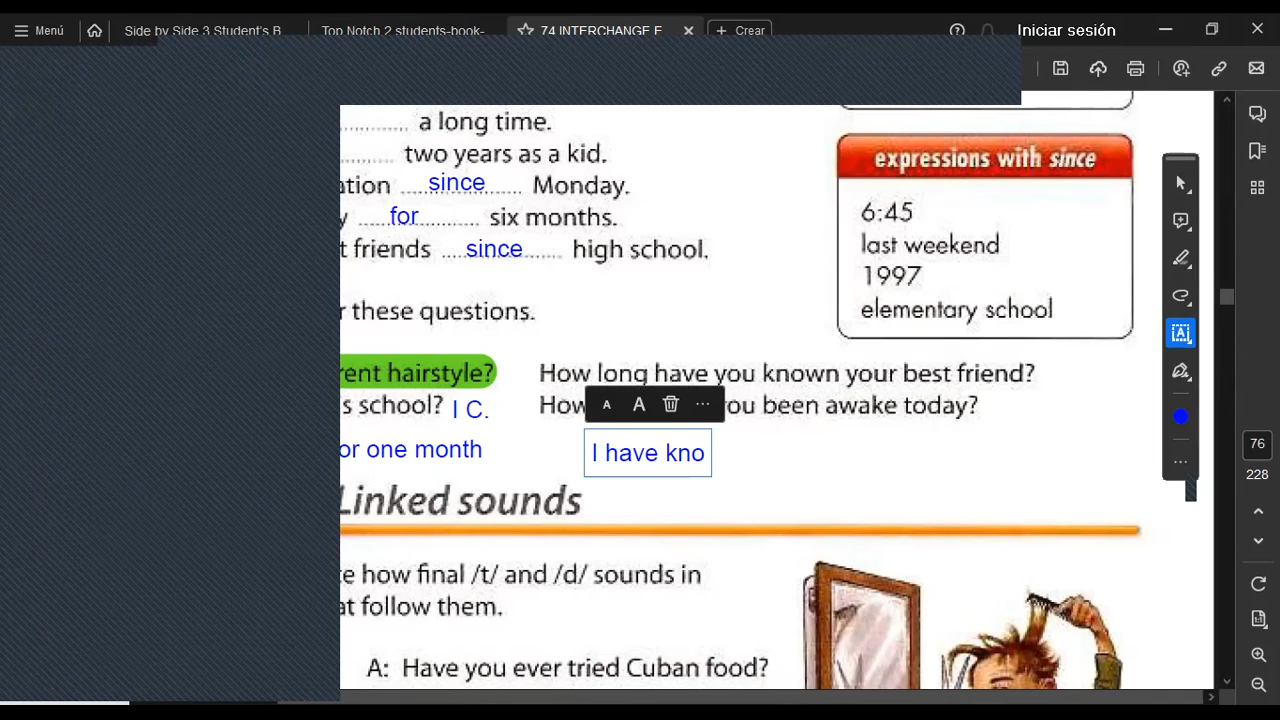 Menú
Side by Side 3 Student's B
Top Notch 2 students-book-
74 INTERCHANGE F
Crear
Iniciar sesión
a long time.
two years as a kid.
ation since Monday.
y for six months.
t friends since high school.
expressions with since
6:45
last weekend
1997
elementary school
r these questions.
rent hairstyle?
How long have you known your best friend?
s school? I C.
How you been awake today?
or one month
I have kno
Linked sounds
te how final /t/ and /d/ sounds in
at follow them.
A: Have you ever tried Cuban food?
76
228